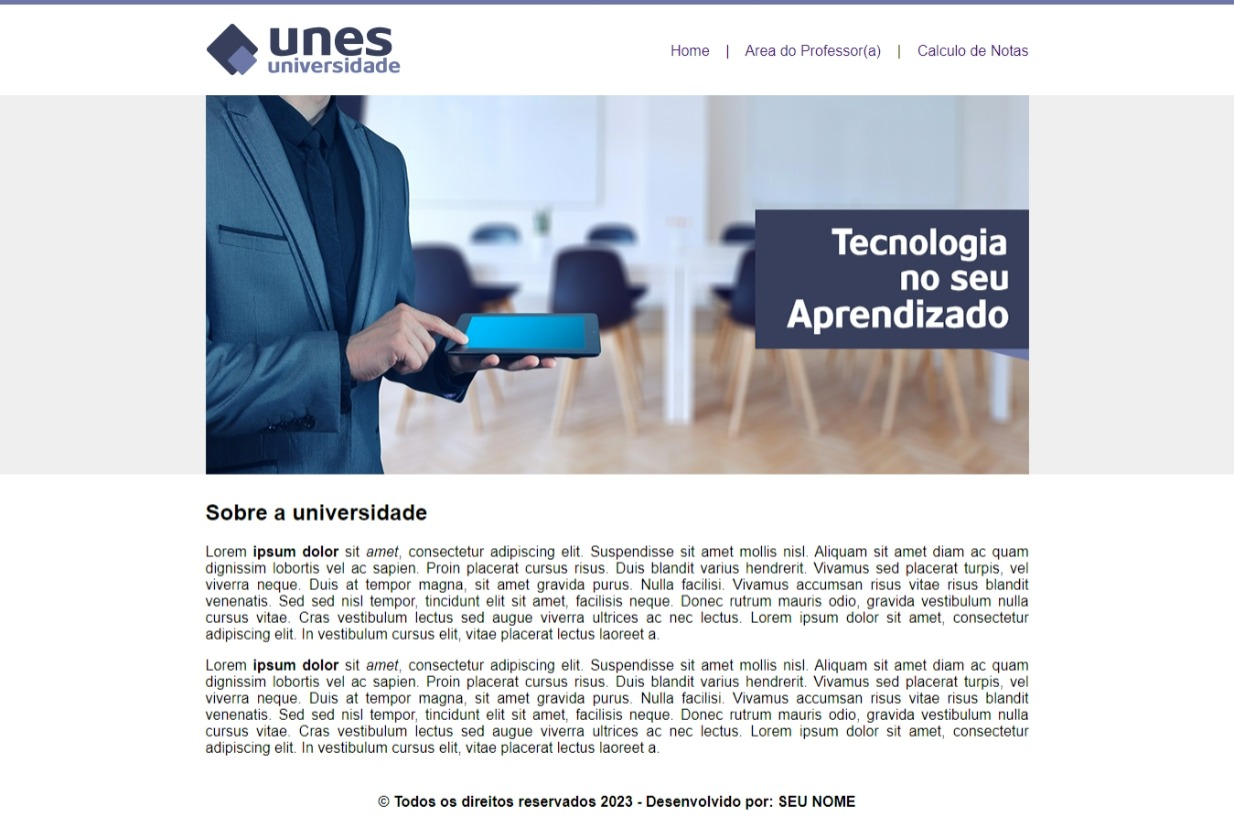 unes
universidade
Home | Area do Professor(a) | Calculo de Notas
Tecnologia
no seu
Aprendizado
Sobre a universidade
Lorem ipsum dolor sit amet, consectetur adipiscing elit. Suspendisse sit amet mollis nisl. Aliquam sit amet diam ac quam
dignissim lobortis vel ac sapien. Proin placerat cursus risus. Duis blandit varius hendrerit. Vivamus sed placerat turpis, vel
viverra neque. Duis at tempor magna, sit amet gravida purus. Nulla facilisi. Vivamus accumsan risus vitae risus blandit
venenatis. Sed sed nisl tempor, tincidunt elit sit amet, facilisis neque. Donec rutrum mauris odio, gravida vestibulum nulla
cursus vitae. Cras vestibulum lectus sed augue viverra ultrices ac nec lectus. Lorem ipsum dolor sit amet, consectetur
adipiscing elit. In vestibulum cursus elit, vitae placerat lectus laoreet a.
Lorem ipsum dolor sit amet, consectetur adipiscing elit. Suspendisse sit amet mollis nisl. Aliquam sit amet diam ac quam
dignissim lobortis vel ac sapien. Proin placerat cursus risus. Duis blandit varius hendrerit. Vivamus sed placerat turpis, vel
viverra neque. Duis at tempor magna, sit amet gravida purus. Nulla facilisi. Vivamus accumsan risus vitae risus blandit
venenatis. Sed sed nisl tempor, tincidunt elit sit amet, facilisis neque. Donec rutrum mauris odio, gravida vestibulum nulla
cursus vitae. Cras vestibulum lectus sed augue viverra ultrices ac nec lectus. Lorem ipsum dolor sit amet, consectetur
adipiscing elit. In vestibulum cursus elit, vitae placerat lectus laoreet a.
© Todos os direitos reservados 2023 - Desenvolvido por: SEU NOME